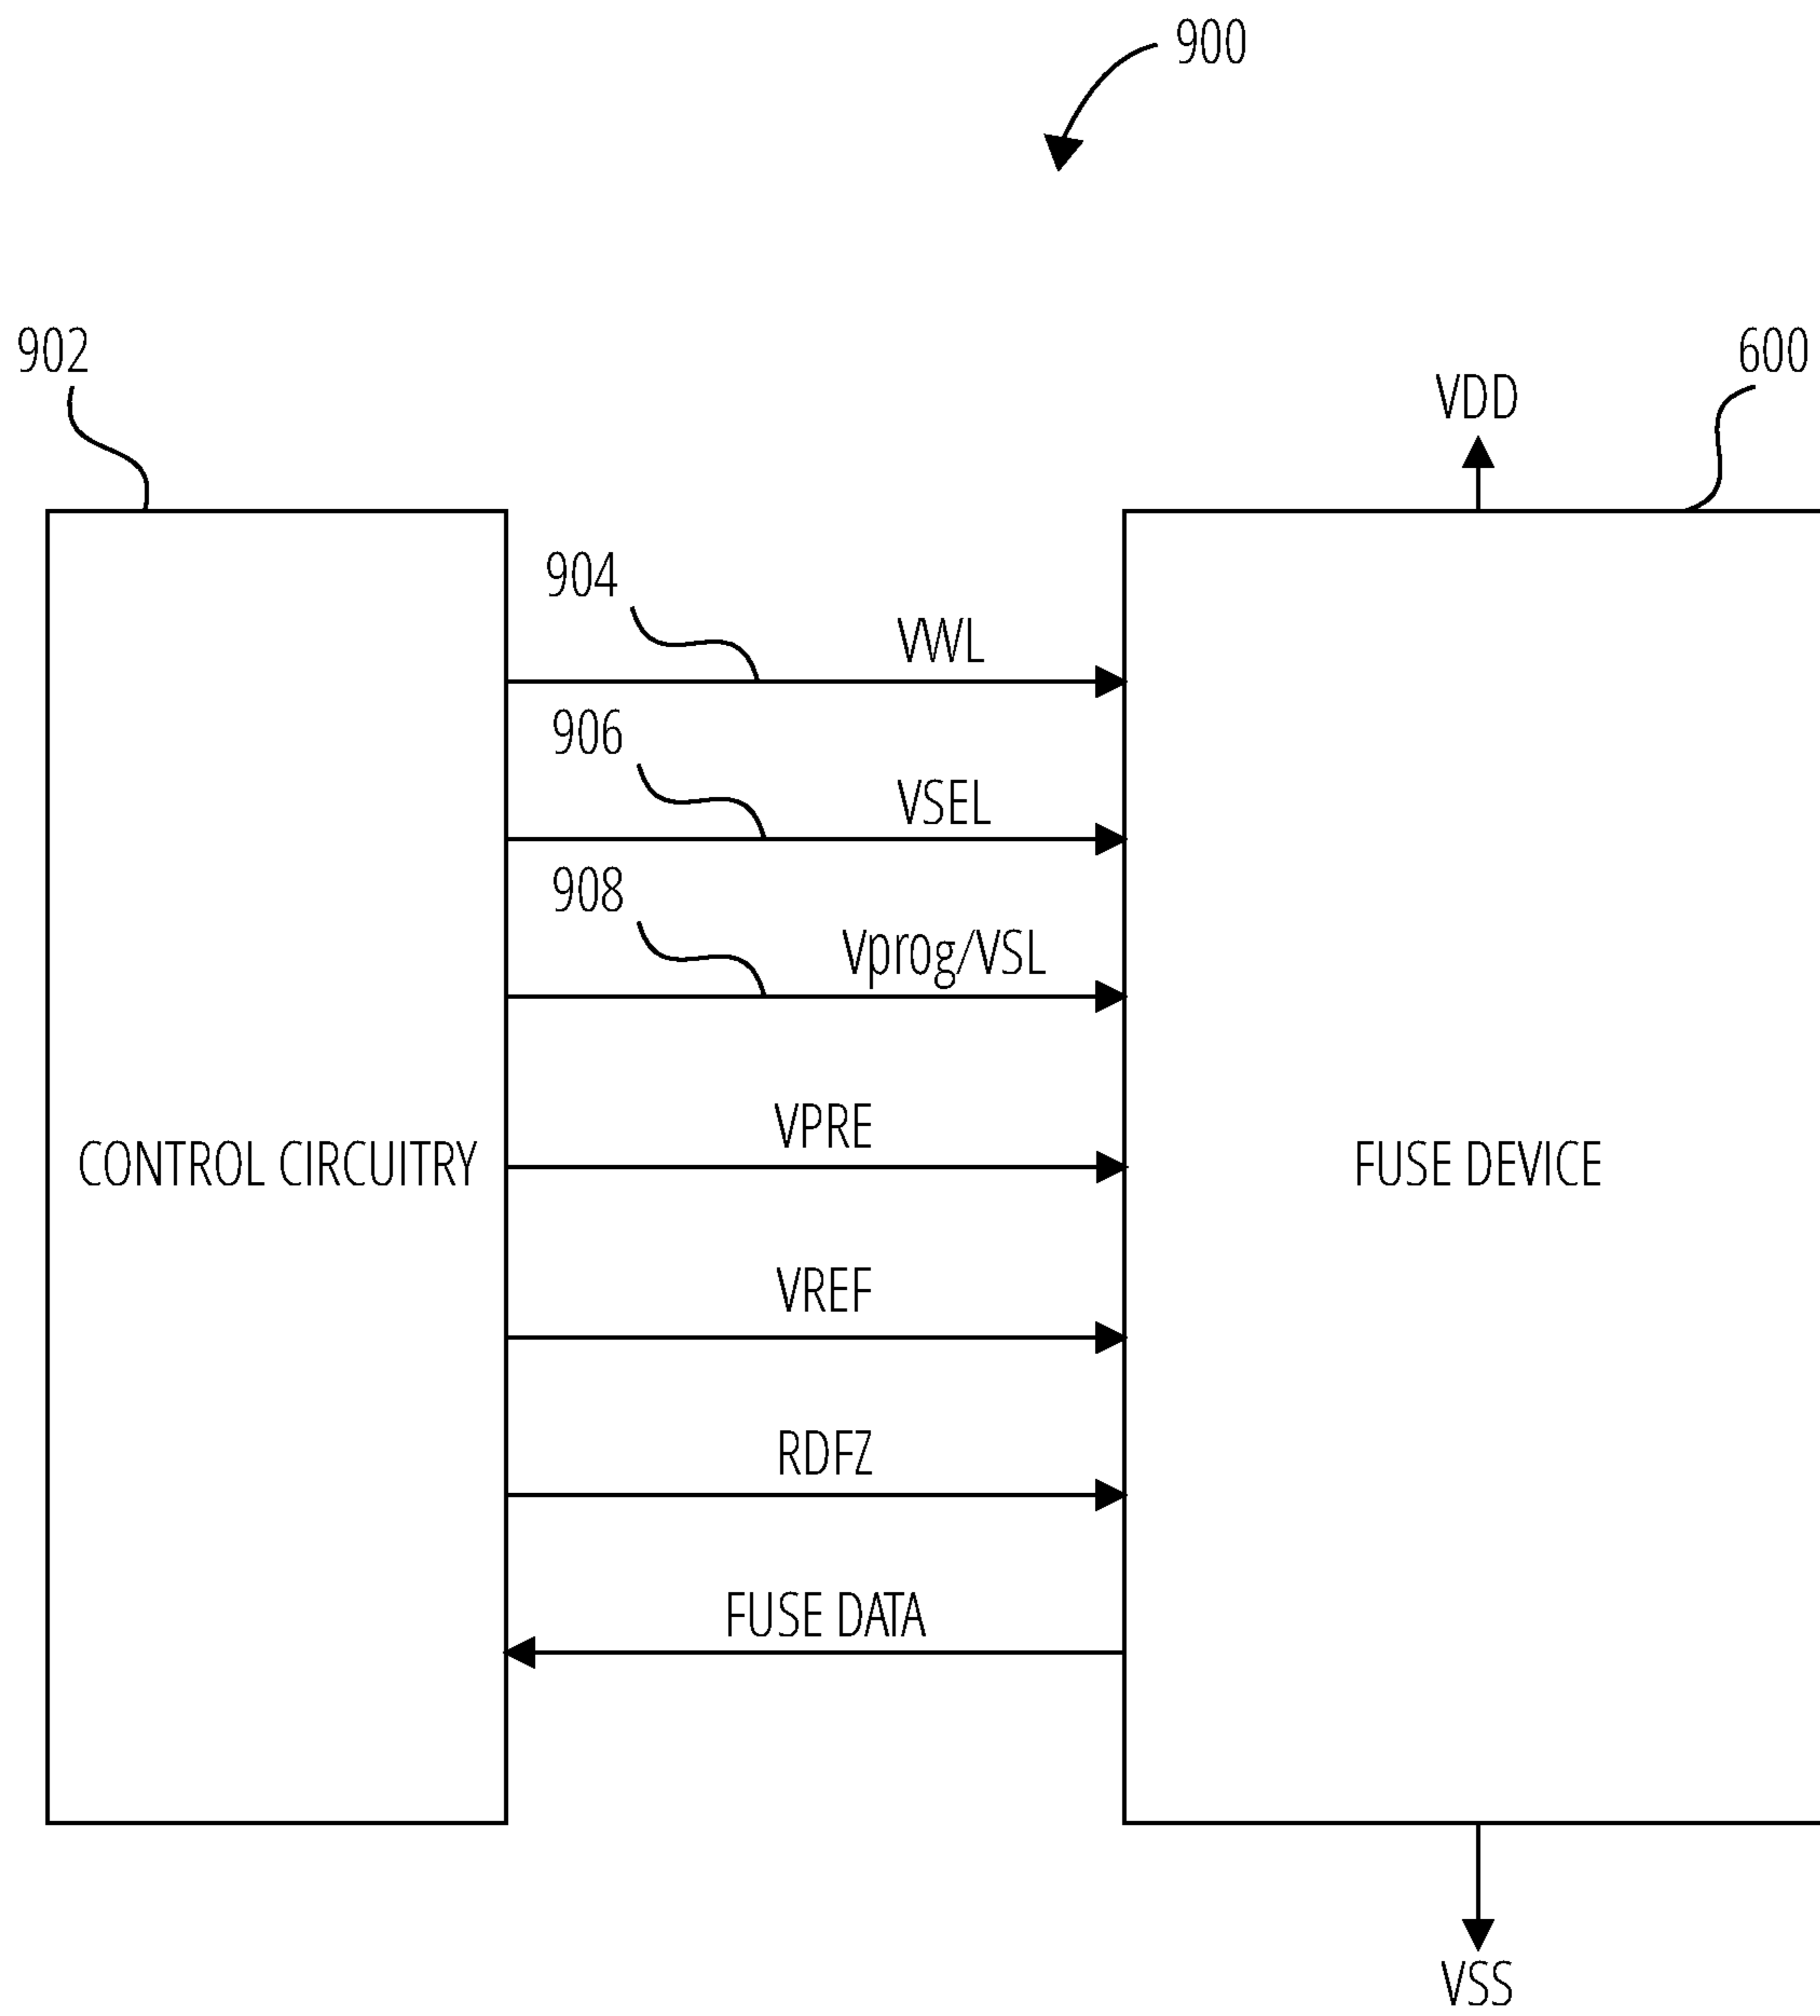 900
902
600
VDD
904
VWL
906
VSEL
908
Vprog/VSL
VPRE
CONTROL CIRCUITRY
FUSE DEVICE
VREF
RDFZ
FUSE DATA
VSS